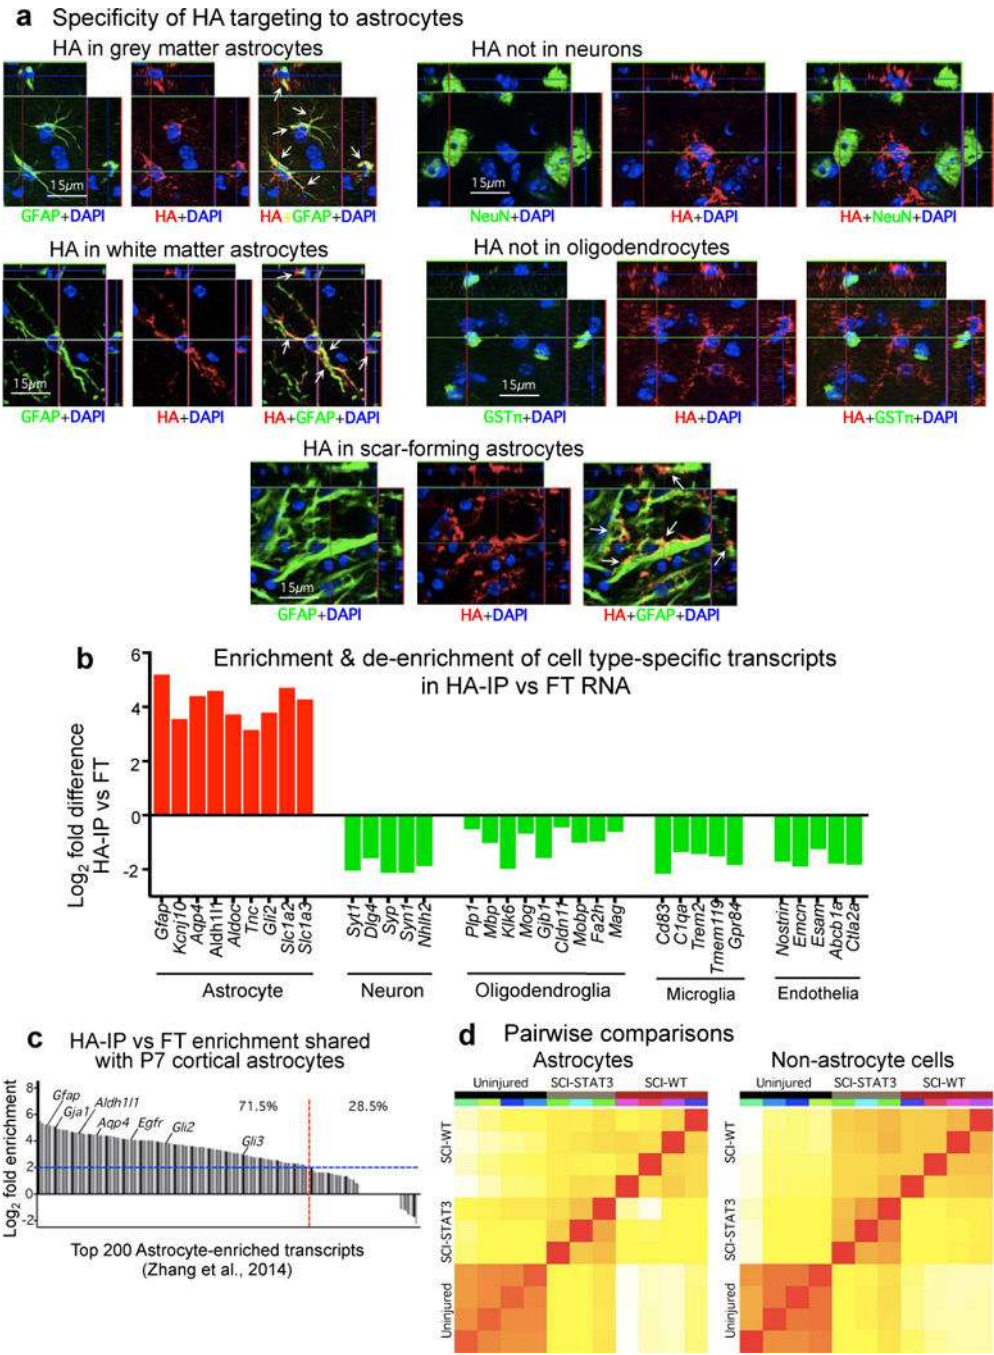 a Specificity of HA targeting to astrocytes
HA in grey matter astrocytes
HA not in neurons
15µm
GFAP+DAPI
HA+DAPI
HA+GFAP+DAPI
15µm
NeuN+DAPI
HA+DAPI
HA+NeuN+DAPI
HA in white matter astrocytes
HA not in oligodendrocytes
15µm
GFAP+DAPI
HA+DAPI
HA+GFAP+DAPI
15µm
GSTπ+DAPI
HA+DAPI
HA+GSTπ+DAPI
HA in scar-forming astrocytes
15µm
GFAP+DAPI
HA+DAPI
HA+GFAP+DAPI
b
Enrichment & de-enrichment of cell type-specific transcripts
in HA-IP vs FT RNA
Log2 fold difference
HA-IP vs FT
6
4
2
0
-2
Gfap
Kcnj10
Aqp4
Aldh1l1
Aldoc
Tnc
Gli2
Slc1a2
Slc1a3
Syt1
Dlg4
Syp
Syn1
Nhlh2
Plp1
Mbp
Klk6
Mog
Gjb1
Cldn11
Mobp
Fa2h
Mag
Cd83
C1qa
Trem2
Tmem119
Gpr84
Nostrin
Emcn
Esam
Abcb1a
Ctla2a
Astrocyte
Neuron
Oligodendroglia
Microglia
Endothelia
c HA-IP vs FT enrichment shared
with P7 cortical astrocytes
Log2 fold enrichment
8
6
4
2
0
-2
Gfap
Gja1
Aldh1l1
Aqp4
Egfr
Gli2
Gli3
71.5%
28.5%
Top 200 Astrocyte-enriched transcripts
(Zhang et al., 2014)
d Pairwise comparisons
Astrocytes
Non-astrocyte cells
Uninjured
SCI-STAT3
SCI-WT
Uninjured
SCI-STAT3
SCI-WT
SCI-WT
SCI-STAT3
Uninjured
SCI-WT
SCI-STAT3
Uninjured